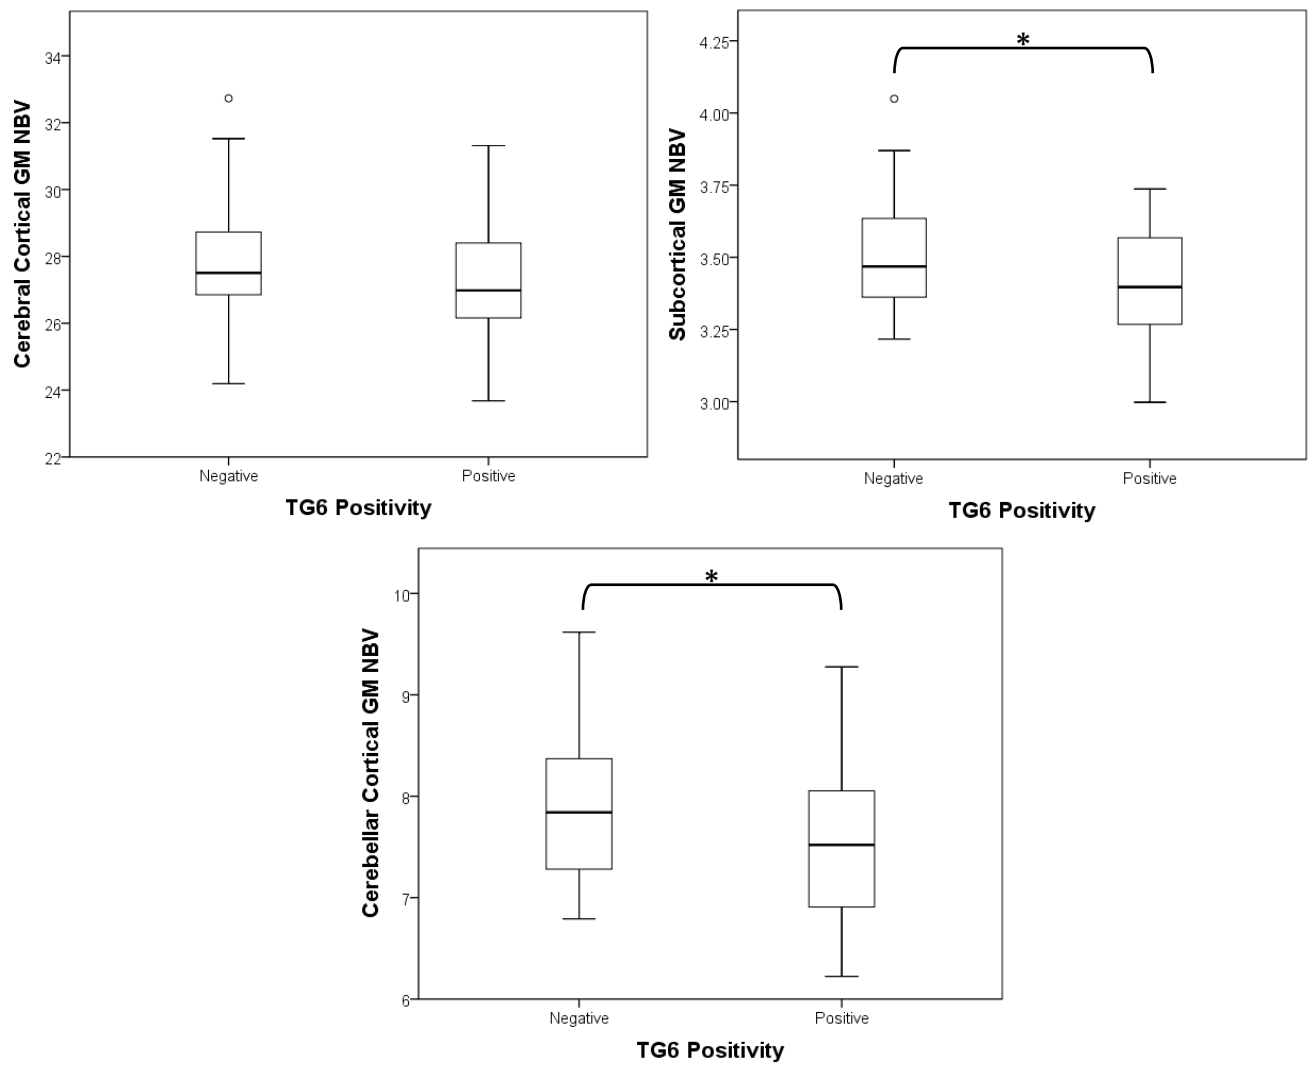 Cerebral Cortical GM NBV
34
32
30
28
26
24
22
Negative Positive
TG6 Positivity
Subcortical GM NBV
4.25
4.00
3.75
3.50
3.25
3.00
*
Negative Positive
TG6 Positivity
Cerebellar Cortical GM NBV
10
9
8
7
6
*
Negative Positive
TG6 Positivity